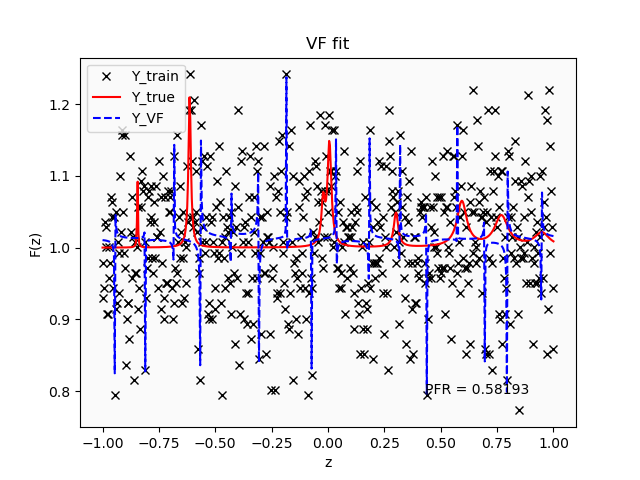 VF fit
Y_train
Y_true
Y_VF
1.2
1.1
1.0
0.9
0.8
F(z)
PFR = 0.58193
−1.00 −0.75 −0.50 −0.25 0.00 0.25 0.50 0.75 1.00
z